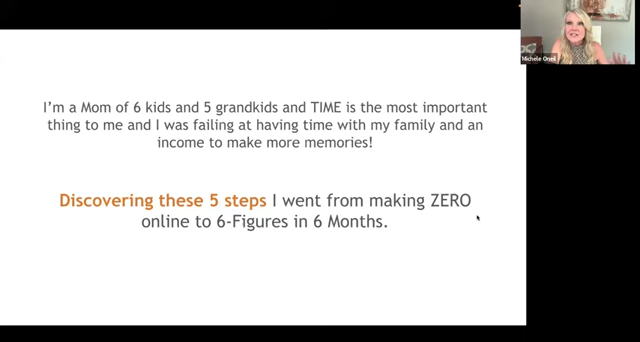 Michele Oneil
I'm a Mom of 6 kids and 5 grandkids and TIME is the most important
thing to me and I was failing at having time with my family and an
income to make more memories!
Discovering these 5 steps I went from making ZERO
online to 6-Figures in 6 Months.